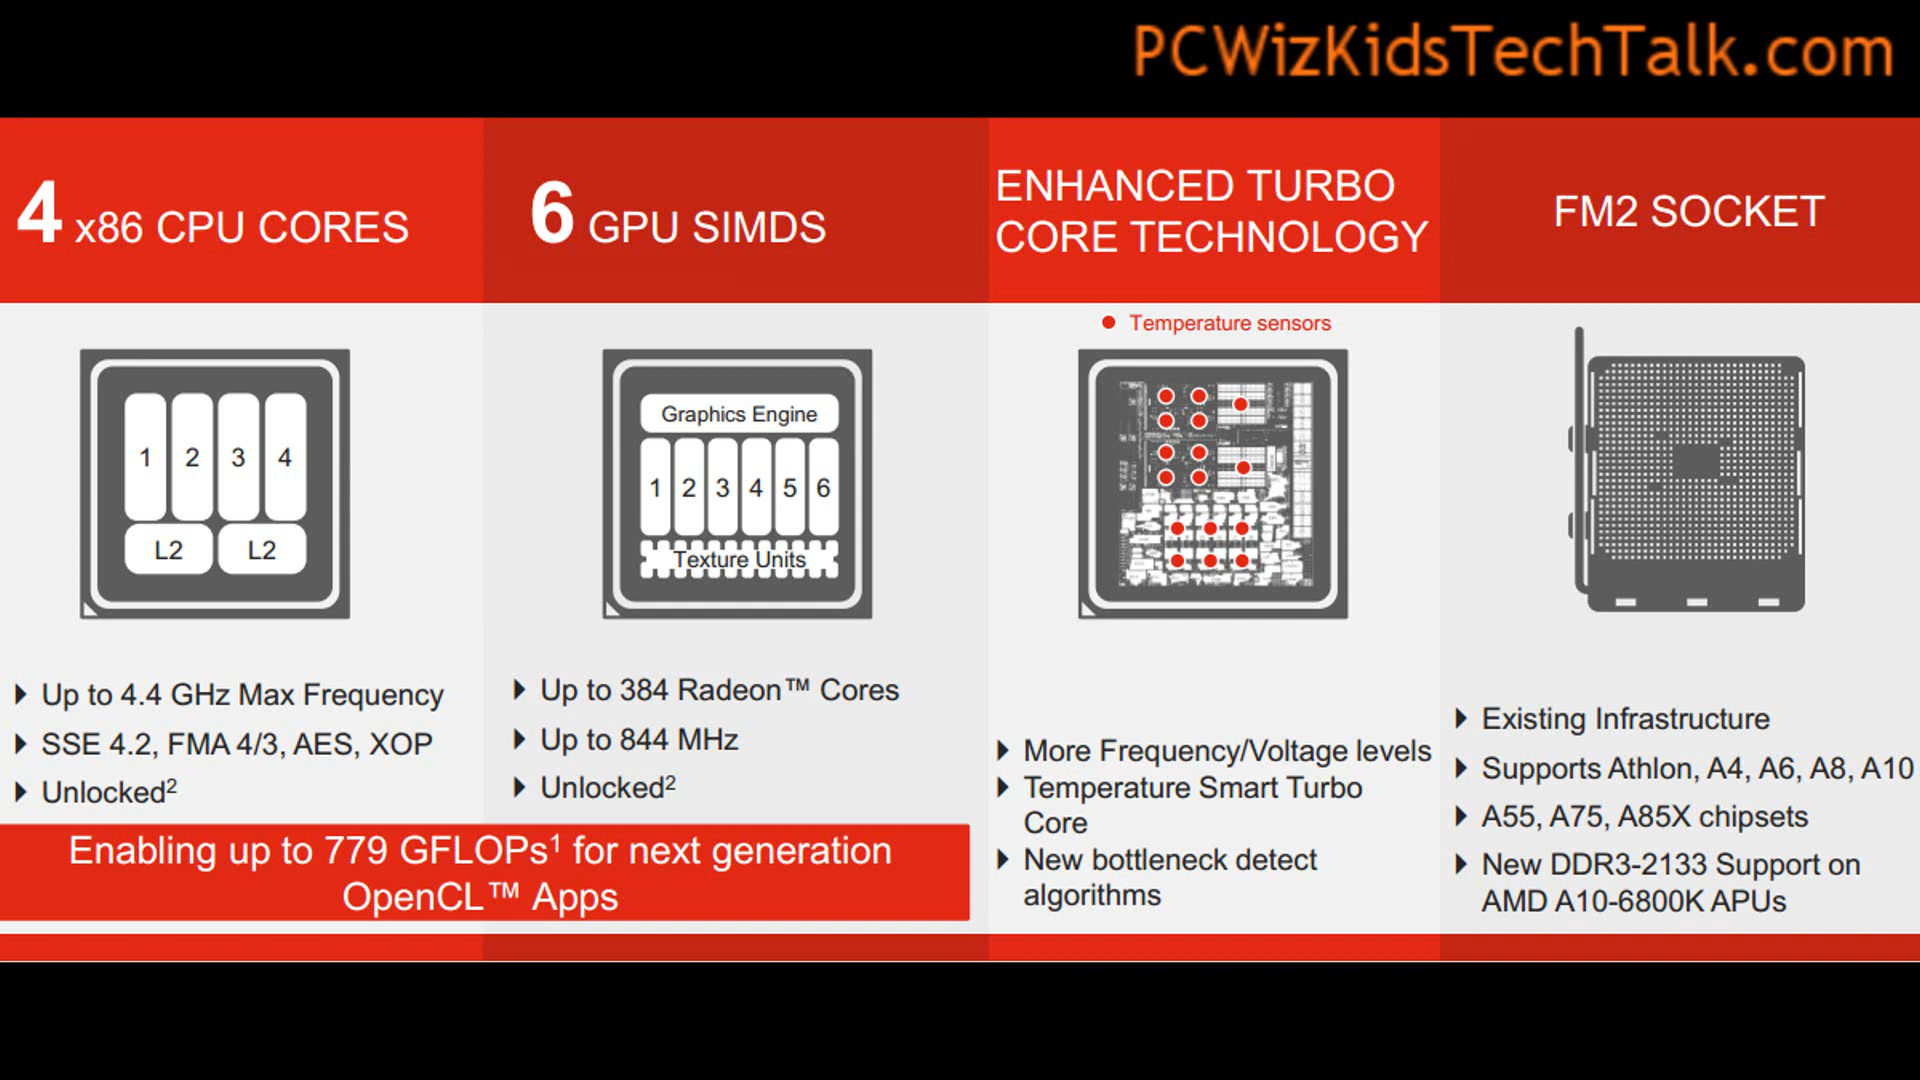 PCWizKidsTechTalk.com
4 x86 CPU CORES
6 GPU SIMDS
ENHANCED TURBO
CORE TECHNOLOGY
FM2 SOCKET
1 2 3 4
L2 L2
Graphics Engine
1 2 3 4 5 6
Texture Units
Temperature sensors
Up to 4.4 GHz Max Frequency
SSE 4.2, FMA 4/3, AES, XOP
Unlocked²
Up to 384 Radeon™ Cores
Up to 844 MHz
Unlocked²
Enabling up to 779 GFLOPs¹ for next generation
OpenCL™ Apps
More Frequency/Voltage levels
Temperature Smart Turbo
Core
New bottleneck detect
algorithms
Existing Infrastructure
Supports Athlon, A4, A6, A8, A10
A55, A75, A85X chipsets
New DDR3-2133 Support on
AMD A10-6800K APUs